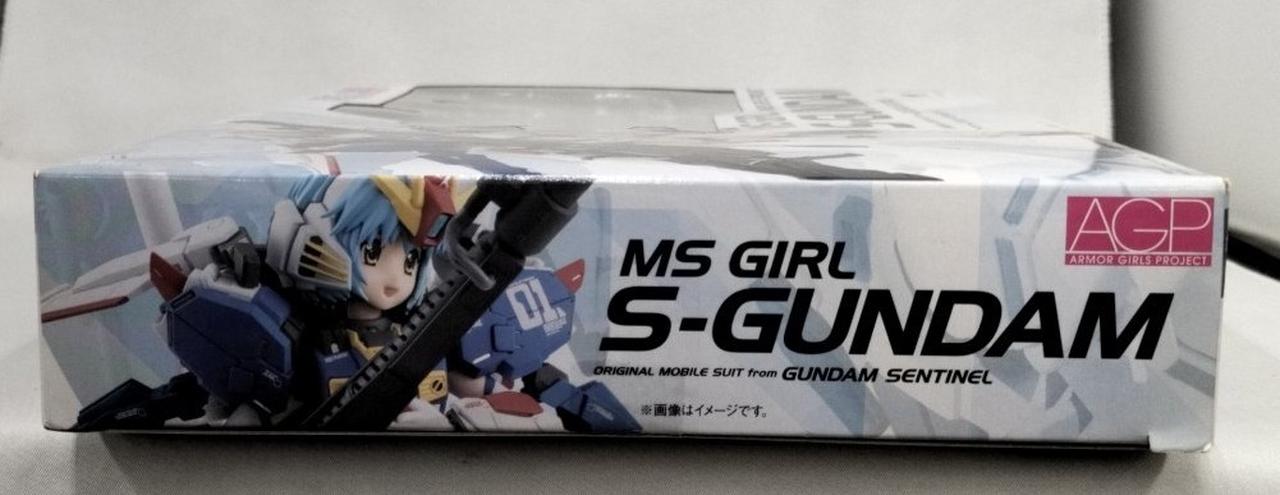 AGP
ARMOR GIRLS PROJECT
MS GIRL
S-GUNDAM
ORIGINAL MOBILE SUIT from GUNDAM SENTINEL
※画像はイメージです。
01